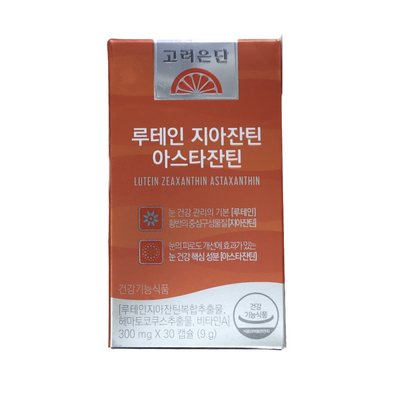 고려은단
루테인 지아잔틴
아스타잔틴
LUTEIN ZEAXANTHIN ASTAXANTHIN
눈 건강 관리의 기본 [루테인]
황반의 중심구성물질 [지아잔틴]
눈의 피로도 개선에 효과가 있는
눈 건강 핵심 성분 [아스타잔틴]
건강기능식품
[루테인지아잔틴복합추출물,
헤마토코쿠스추출물, 비타민A]
300 mg X 30 캡슐 (9 g)
건강
기능식품